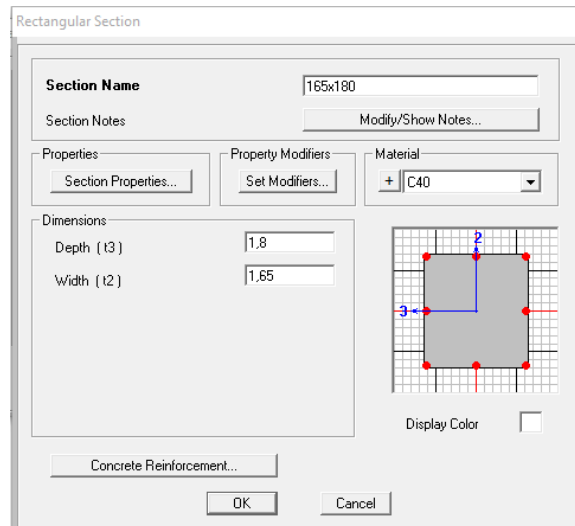 Rectangular Section
Section Name
165x180
Section Notes
Modify/Show Notes...
Properties
Section Properties...
Property Modifiers
Set Modifiers...
Material
+
C40
Dimensions
Depth ( t3 )
1,8
Width ( t2 )
1,65
2
3
Display Color
Concrete Reinforcement...
OK
Cancel